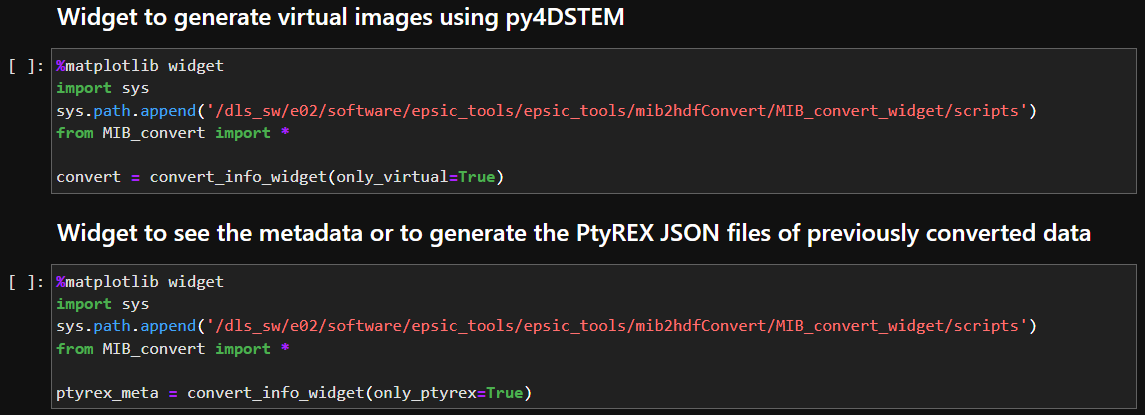 Widget to generate virtual images using py4DSTEM
[ ]: %matplotlib widget
import sys
sys.path.append('/dls_sw/e02/software/epsic_tools/epsic_tools/mib2hdfConvert/MIB_convert_widget/scripts')
from MIB_convert import *
convert = convert_info_widget(only_virtual=True)
Widget to see the metadata or to generate the PtyREX JSON files of previously converted data
[ ]: %matplotlib widget
import sys
sys.path.append('/dls_sw/e02/software/epsic_tools/epsic_tools/mib2hdfConvert/MIB_convert_widget/scripts')
from MIB_convert import *
ptyrex_meta = convert_info_widget(only_ptyrex=True)